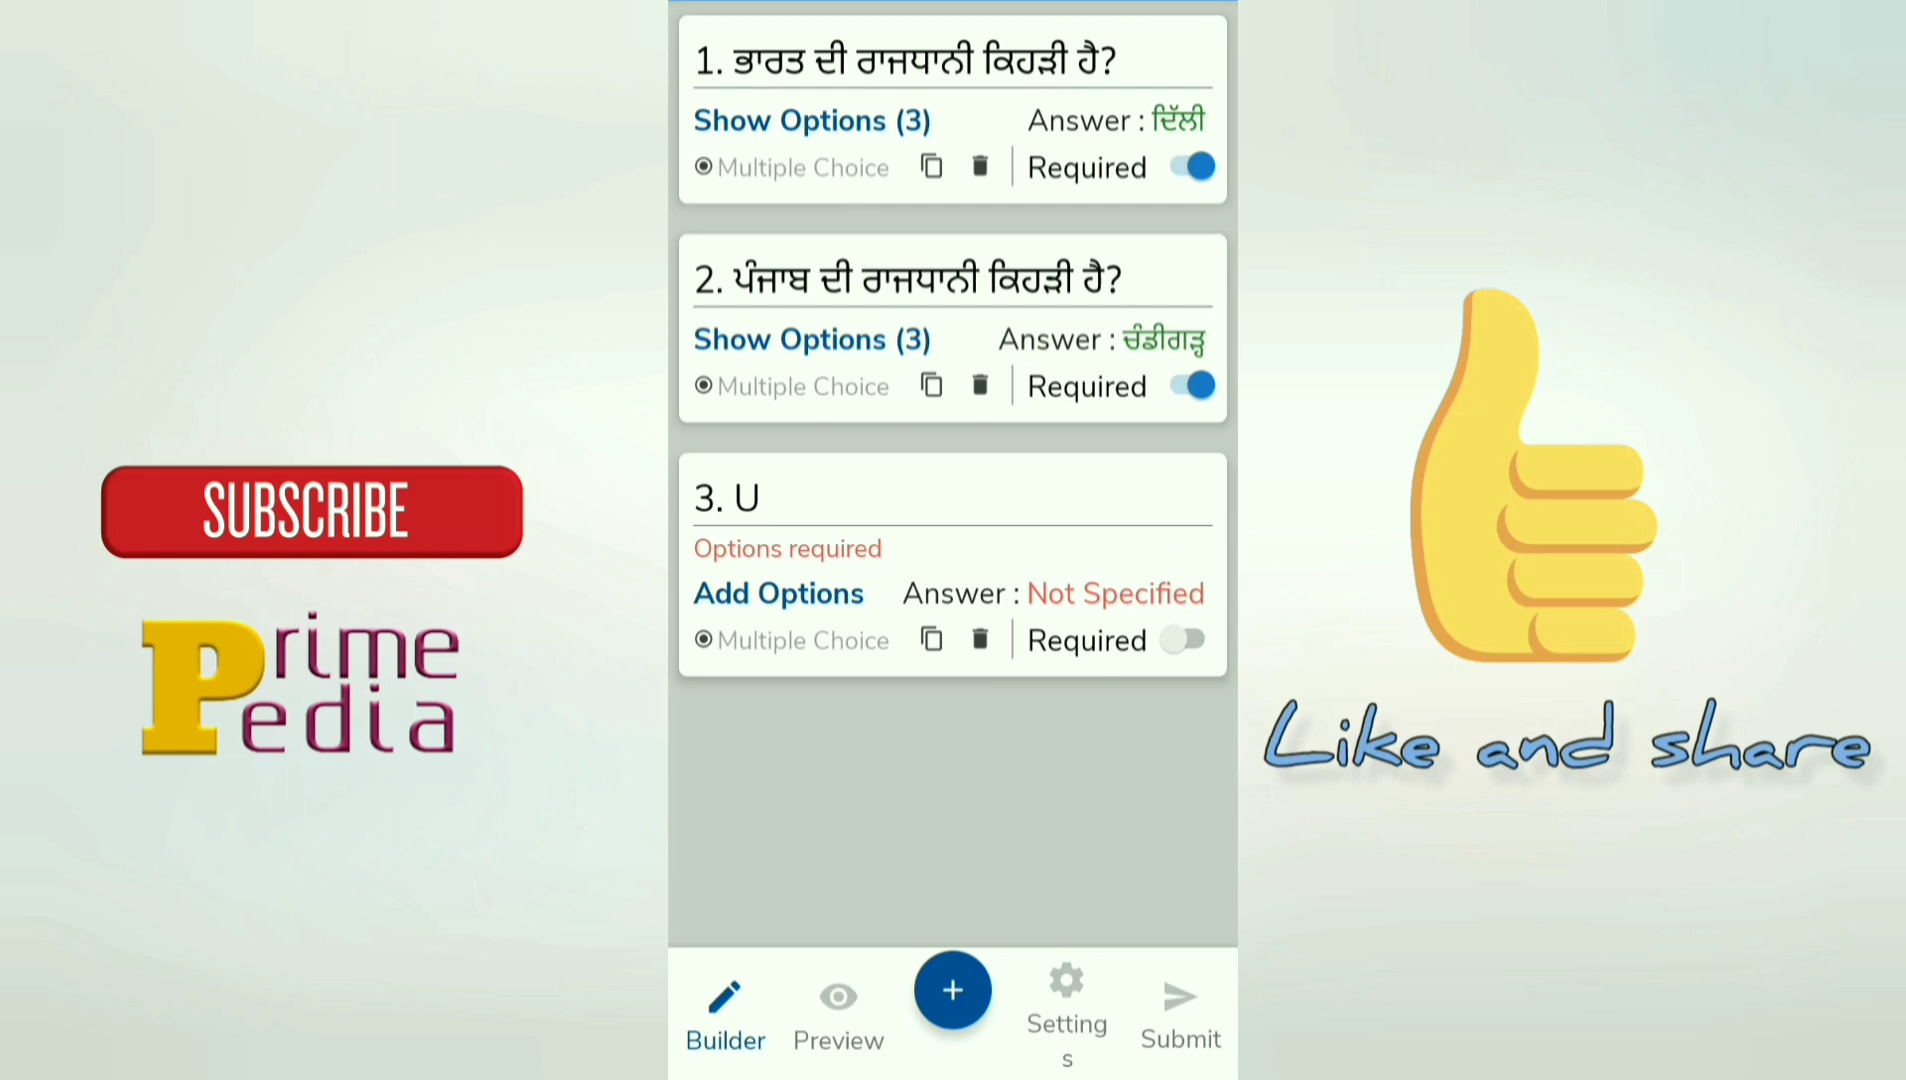 1. ਭਾਰਤ ਦੀ ਰਾਜਧਾਨੀ ਕਿਹੜੀ ਹੈ?
Show Options (3) Answer : ਦਿੱਲੀ
Multiple Choice Required
2. ਪੰਜਾਬ ਦੀ ਰਾਜਧਾਨੀ ਕਿਹੜੀ ਹੈ?
Show Options (3) Answer : ਚੰਡੀਗੜ੍ਹ
Multiple Choice Required
3. U
Options required
Add Options Answer : Not Specified
Multiple Choice Required
Builder Preview + Setting
s Submit
SUBSCRIBE
Prime
Pedia
Like and share